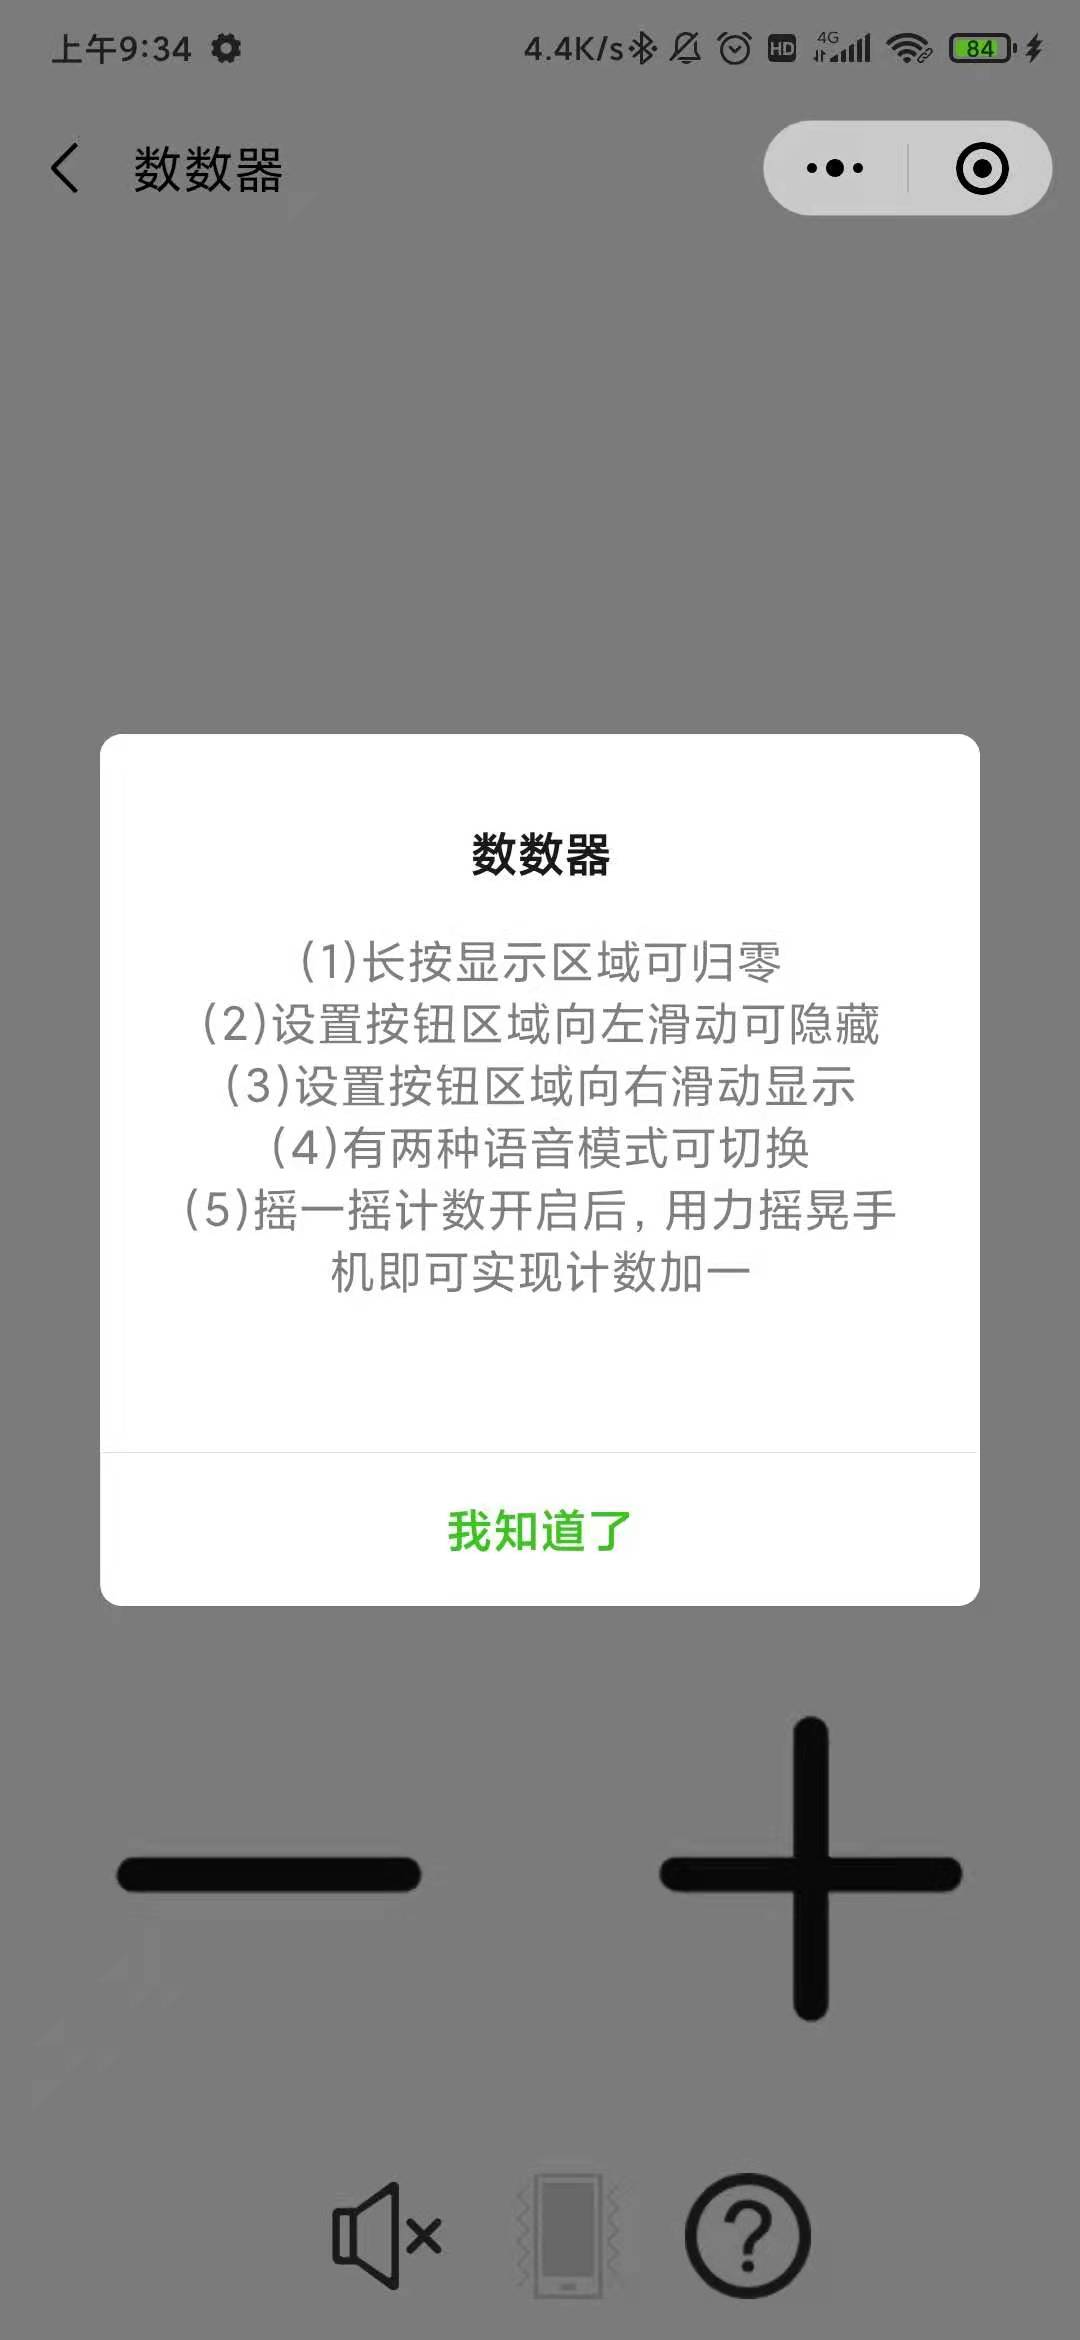 上午9:34 4.4K/s HD 4G 84
数数器
数数器
(1)长按显示区域可归零
(2)设置按钮区域向左滑动可隐藏
(3)设置按钮区域向右滑动显示
(4)有两种语音模式可切换
(5)摇一摇计数开启后，用力摇晃手
机即可实现计数加一
我知道了